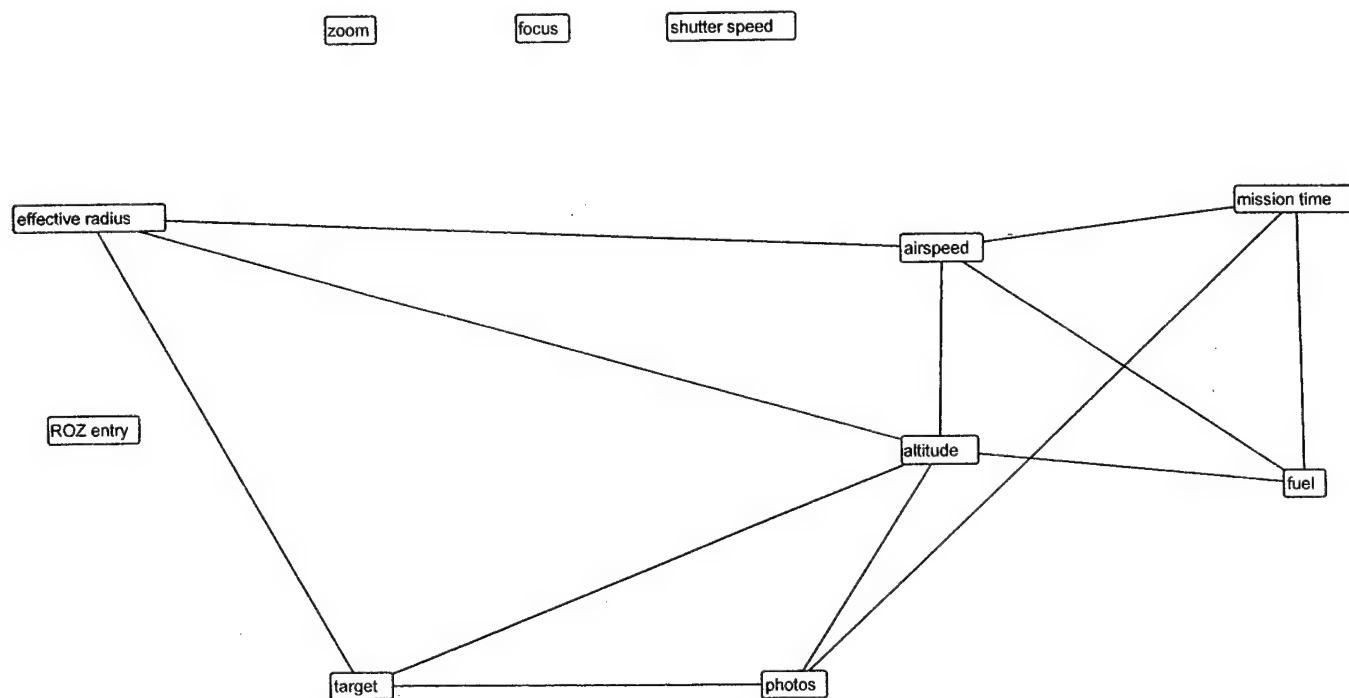 zoom
focus
shutter speed
effective radius
mission time
airspeed
ROZ entry
altitude
fuel
target
photos